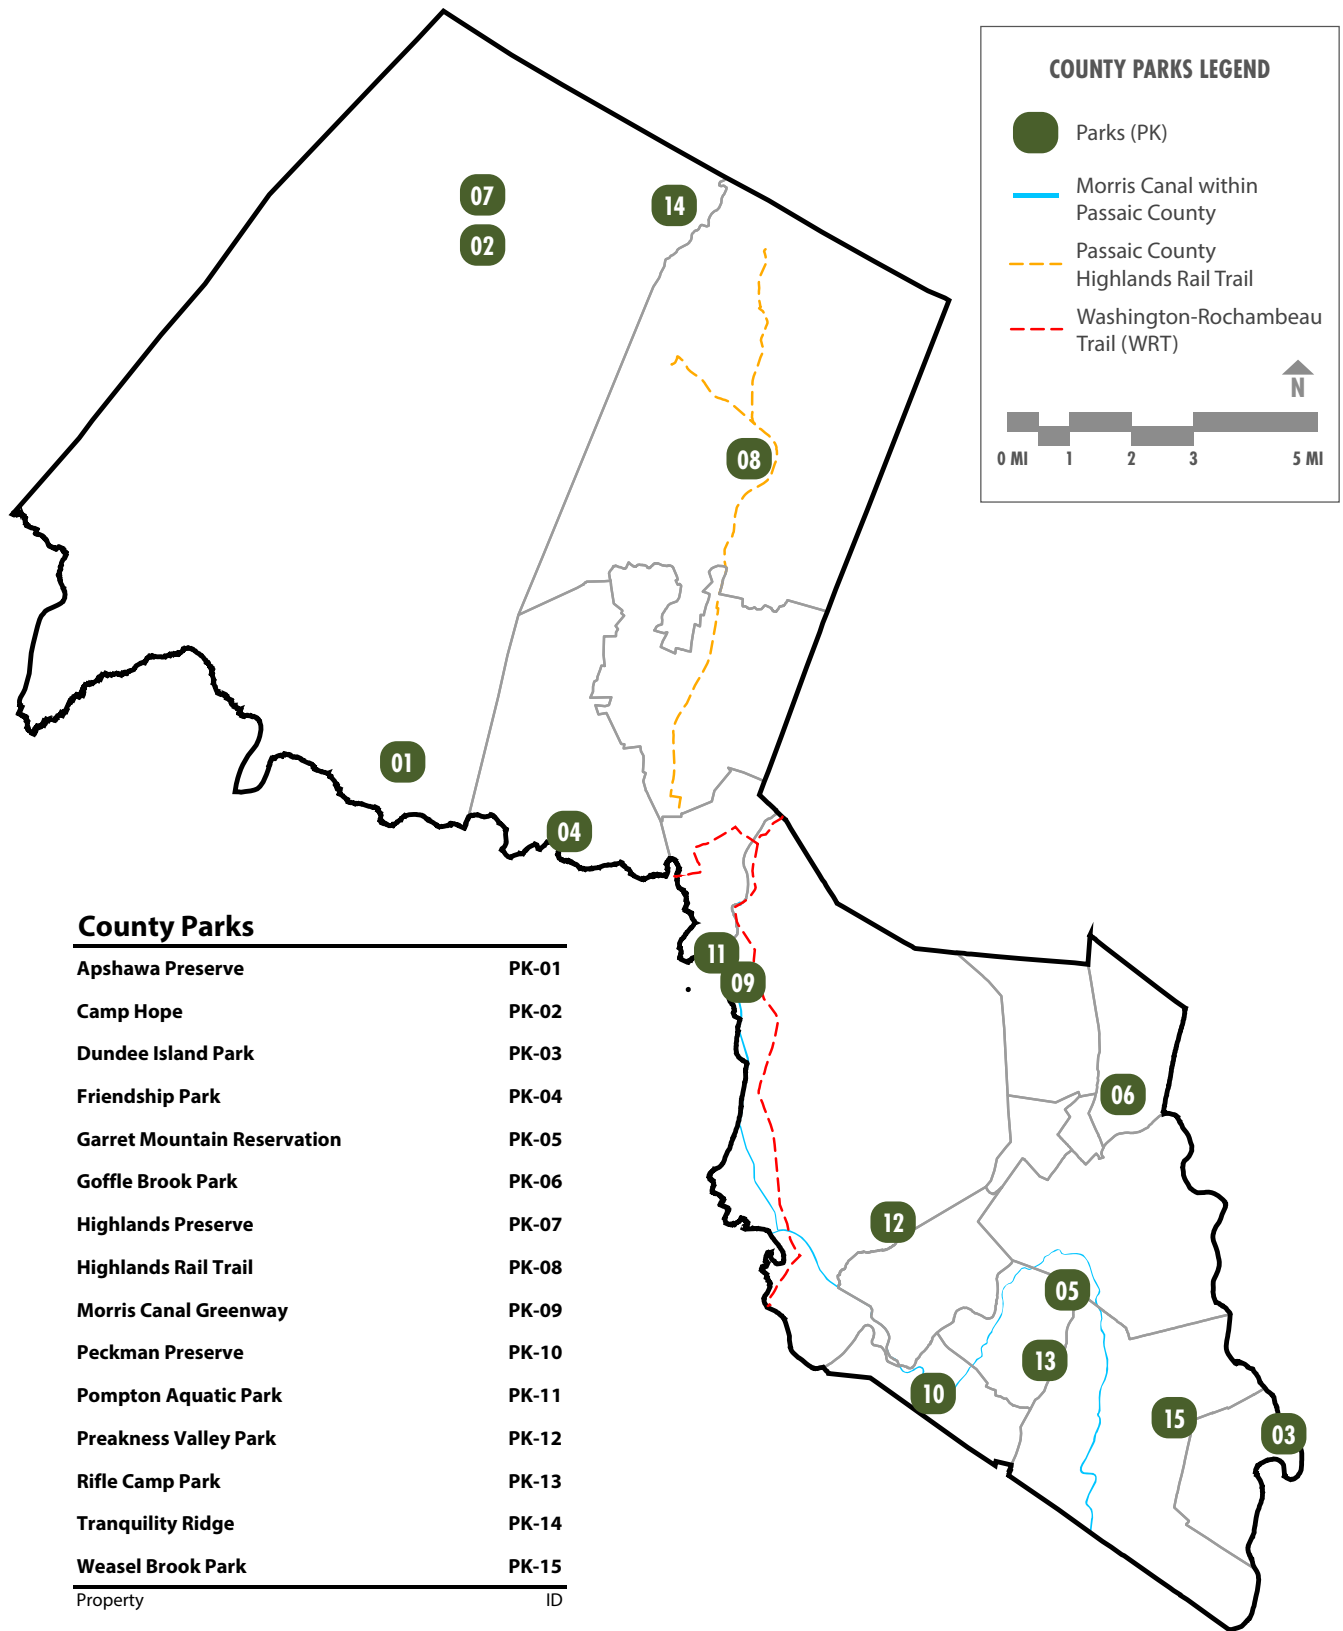 COUNTY PARKS LEGEND
Parks (PK)
Morris Canal within
Passaic County
Passaic County
Highlands Rail Trail
Washington-Rochambeau
Trail (WRT)
N
0 MI 1 2 3 5 MI
07
14
02
08
01
04
11
09
06
12
05
13
10
15
03
County Parks
Apshawa Preserve PK-01
Camp Hope PK-02
Dundee Island Park PK-03
Friendship Park PK-04
Garret Mountain Reservation PK-05
Goffle Brook Park PK-06
Highlands Preserve PK-07
Highlands Rail Trail PK-08
Morris Canal Greenway PK-09
Peckman Preserve PK-10
Pompton Aquatic Park PK-11
Preakness Valley Park PK-12
Rifle Camp Park PK-13
Tranquility Ridge PK-14
Weasel Brook Park PK-15
Property ID